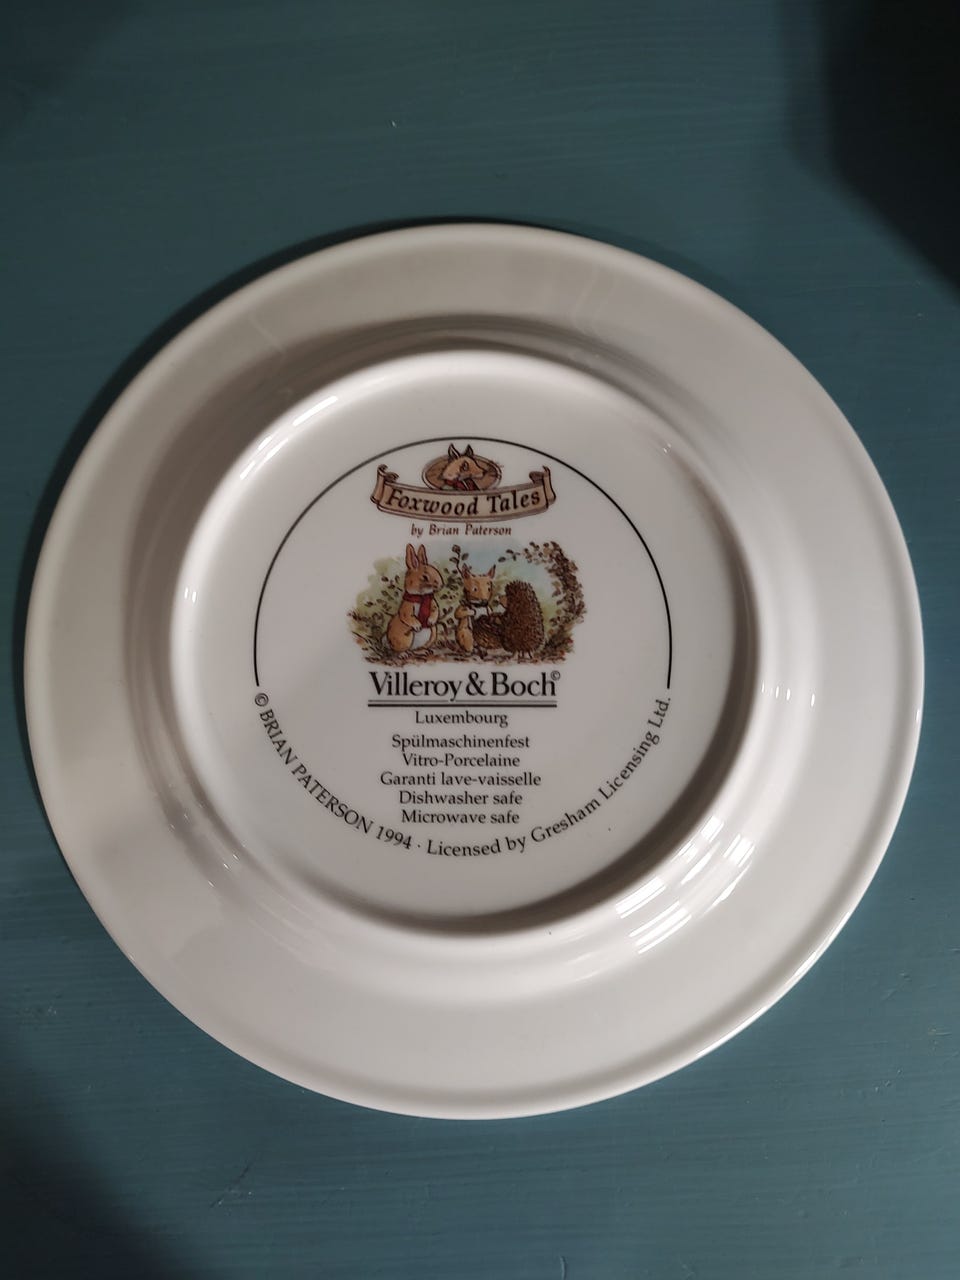 Foxwood Tales
by Brian Paterson
Villeroy & Boch©
Luxembourg
Spülmaschinenfest
Vitro-Porcelaine
Garanti lave-vaisselle
Dishwasher safe
Microwave safe
© BRIAN PATERSON 1994 · Licensed by Gresham Licensing Ltd.